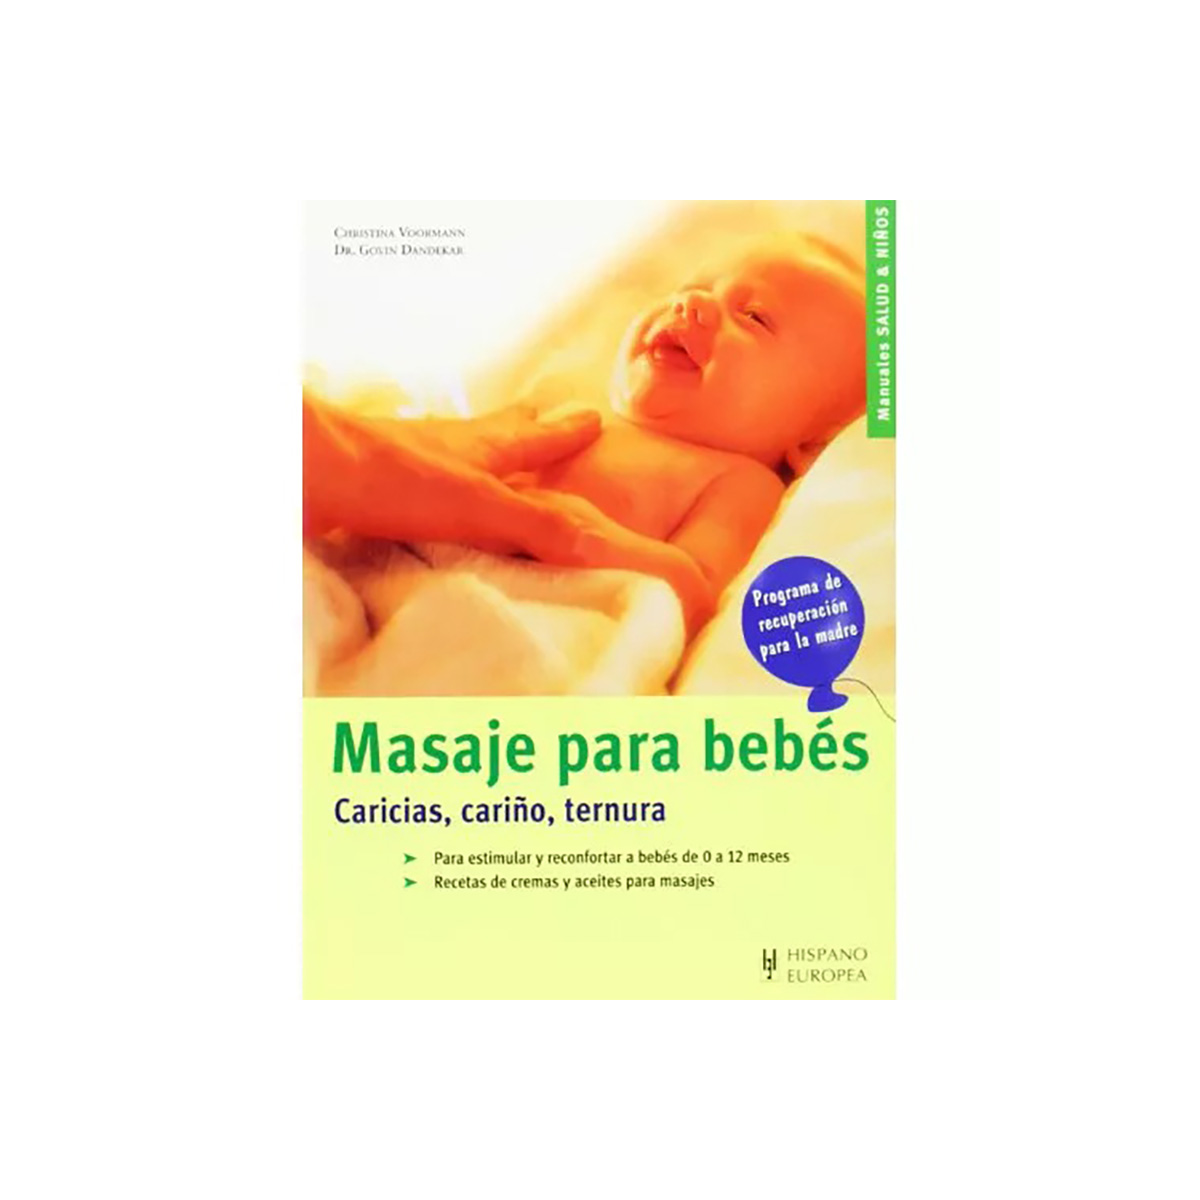 CHRISTINA VOORMANN
DR. GOVIN DANDEKAR
Manuales SALUD & NIÑOS
Programa de
recuperación
para la madre
Masaje para bebés
Caricias, cariño, ternura
Para estimular y reconfortar a bebés de 0 a 12 meses
Recetas de cremas y aceites para masajes
HISPANO
EUROPEA